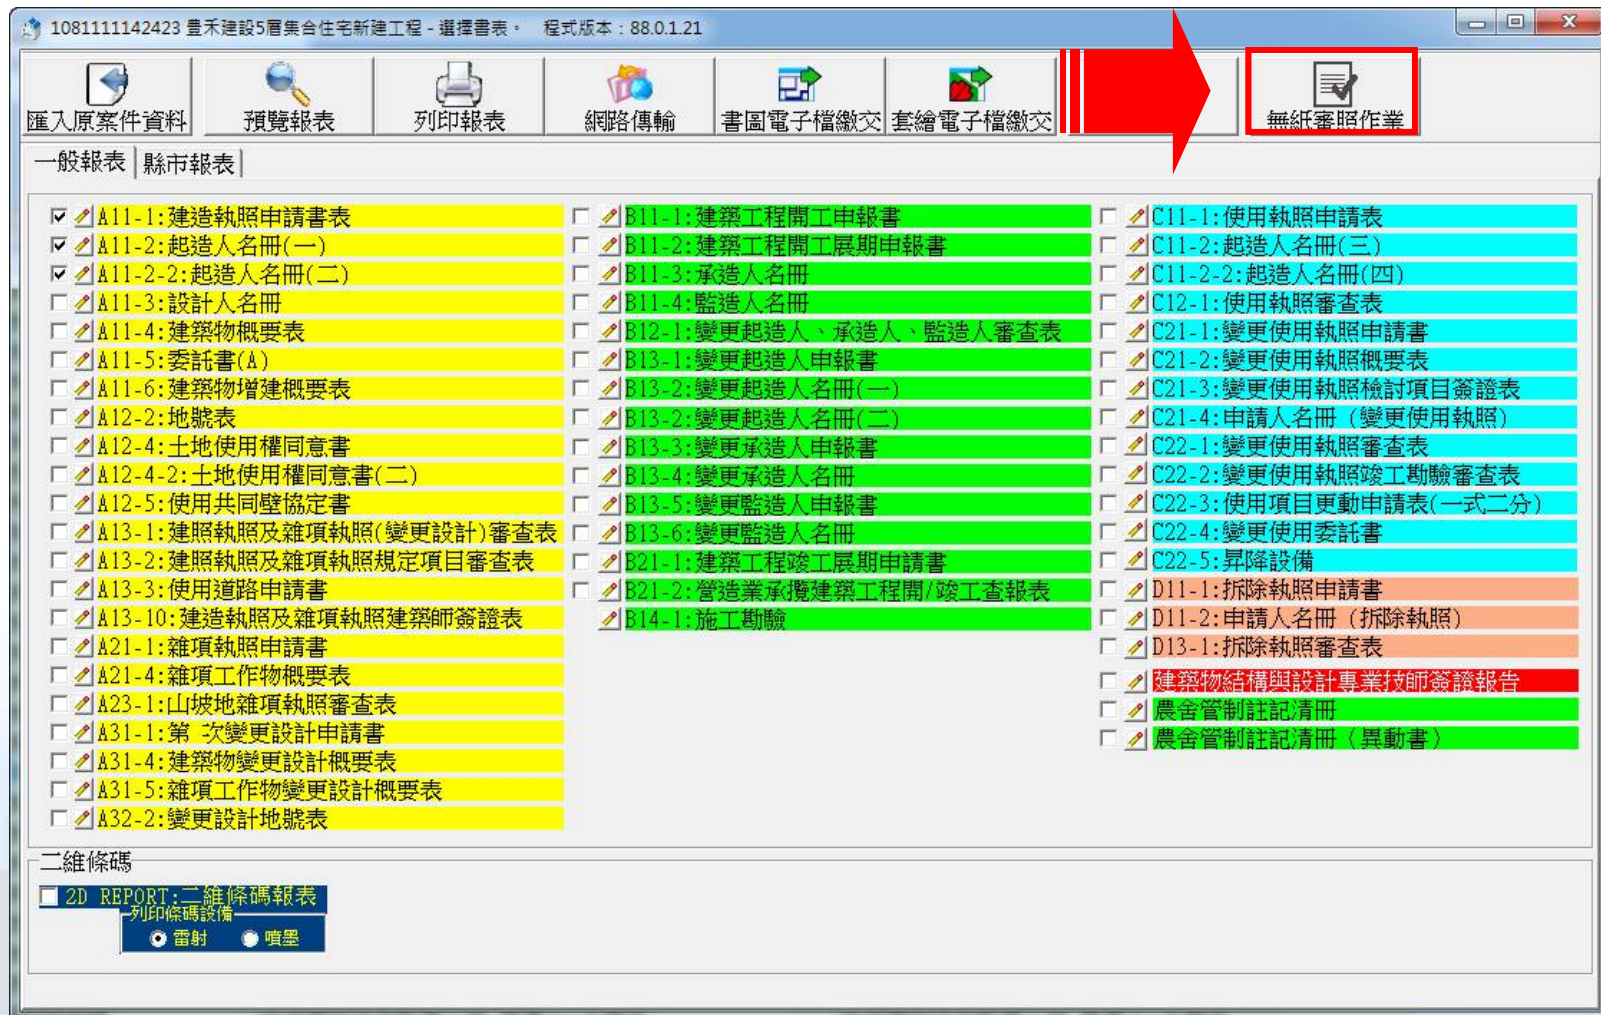 1081111142423 豊禾建設5層集合住宅新建工程 - 選擇書表。 程式版本：88.0.1.21
匯入原案件資料 預覽報表 列印報表 網路傳輸 書圖電子檔繳交 套繪電子檔繳交 無紙審照作業
一般報表 縣市報表
A11-1:建造執照申請書表
A11-2:起造人名冊(一)
A11-2-2:起造人名冊(二)
A11-3:設計人名冊
A11-4:建築物概要表
A11-5:委託書(A)
A11-6:建築物增建概要表
A12-2:地號表
A12-4:土地使用權同意書
A12-4-2:土地使用權同意書(二)
A12-5:使用共同壁協定書
A13-1:建照執照及雜項執照(變更設計)審查表
A13-2:建照執照及雜項執照規定項目審查表
A13-3:使用道路申請書
A13-10:建造執照及雜項執照建築師簽證表
A21-1:雜項執照申請書
A21-4:雜項工作物概要表
A23-1:山坡地雜項執照審查表
A31-1:第 次變更設計申請書
A31-4:建築物變更設計概要表
A31-5:雜項工作物變更設計概要表
A32-2:變更設計地號表
B11-1:建築工程開工申報書
B11-2:建築工程開工展期申報書
B11-3:承造人名冊
B11-4:監造人名冊
B12-1:變更起造人、承造人、監造人審查表
B13-1:變更起造人申報書
B13-2:變更起造人名冊(一)
B13-2:變更起造人名冊(二)
B13-3:變更承造人申報書
B13-4:變更承造人名冊
B13-5:變更監造人申報書
B13-6:變更監造人名冊
B21-1:建築工程竣工展期申請書
B21-2:營造業承攬建築工程開/竣工查報表
B14-1:施工勘驗
C11-1:使用執照申請表
C11-2:起造人名冊(三)
C11-2-2:起造人名冊(四)
C12-1:使用執照審查表
C21-1:變更使用執照申請書
C21-2:變更使用執照概要表
C21-3:變更使用執照檢討項目簽證表
C21-4:申請人名冊（變更使用執照）
C22-1:變更使用執照審查表
C22-2:變更使用執照竣工勘驗審查表
C22-3:使用項目更動申請表(一式二分)
C22-4:變更使用委託書
C22-5:昇降設備
D11-1:拆除執照申請書
D11-2:申請人名冊（拆除執照）
D13-1:拆除執照審查表
建築物結構與設計專業技師簽證報告
農舍管制註記清冊
農舍管制註記清冊（異動書）
二維條碼
2D REPORT:二維條碼報表
列印條碼設備
雷射 噴墨